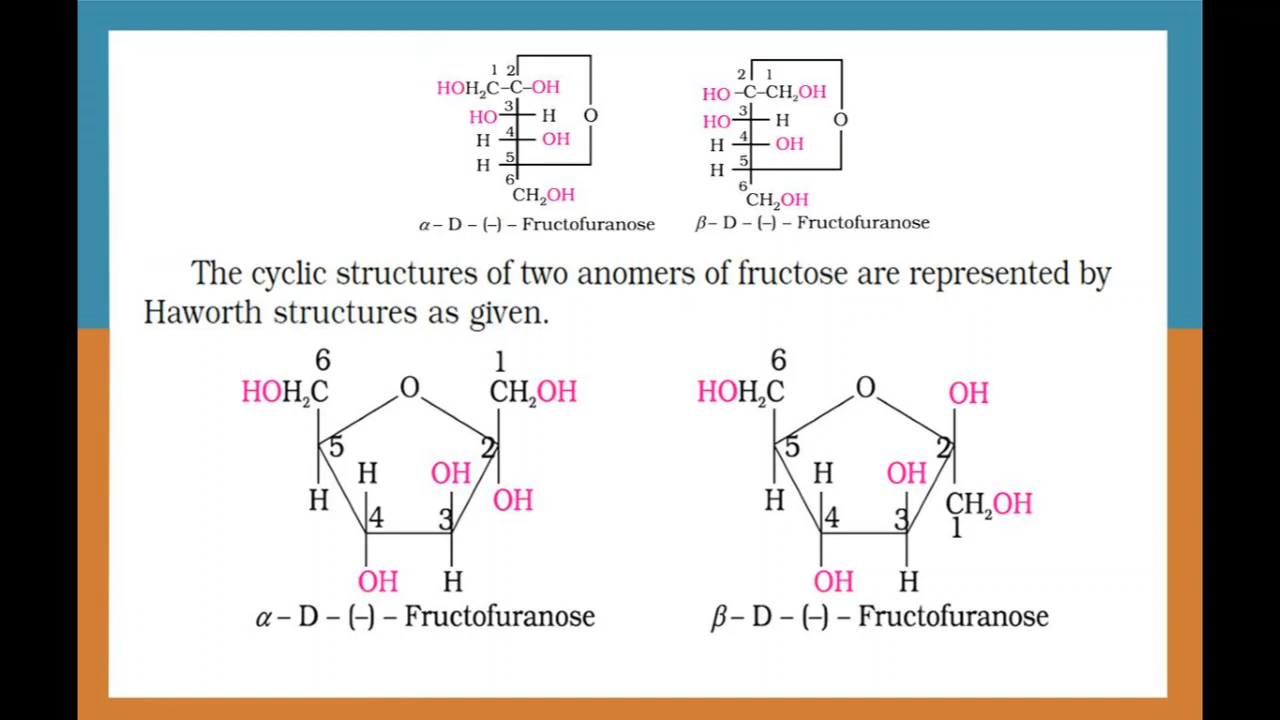 1 2
HOH₂C–C–OH
HO 3 H O
H 4 OH
H 5
6
CH₂OH
α – D – (–) – Fructofuranose
2 1
HO –C–CH₂OH
HO 3 H O
H 4 OH
H 5
6
CH₂OH
β – D – (–) – Fructofuranose
The cyclic structures of two anomers of fructose are represented by
Haworth structures as given.
6 1
HOH₂C O CH₂OH
5 2
H OH
H 4 3 OH
OH H
α – D – (–) – Fructofuranose
6
HOH₂C O OH
5 2
H OH
H 4 3 CH₂OH
1
OH H
β – D – (–) – Fructofuranose